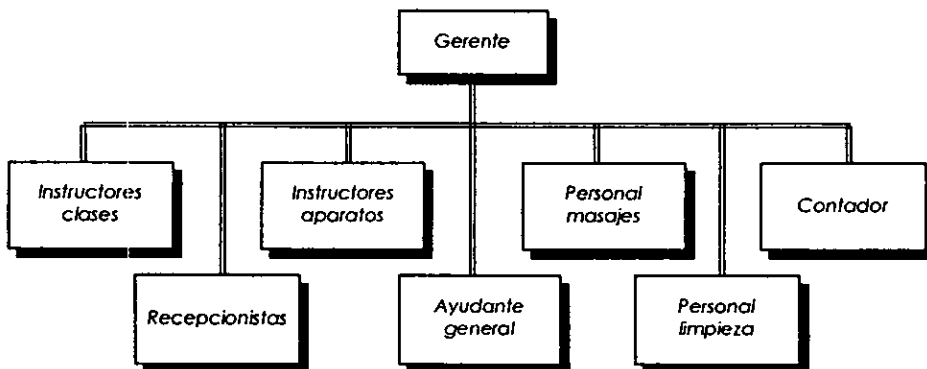 Gerente
Instructores
clases
Instructores
aparatos
Personal
masajes
Contador
Recepcionistas
Ayudante
general
Personal
limpieza